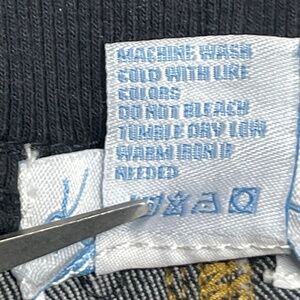 MACHINE WASH
COLD WITH LIKE
COLORS
DO NOT BLEACH
TUMBLE DRY LOW
WARM IRON IF
NEEDED